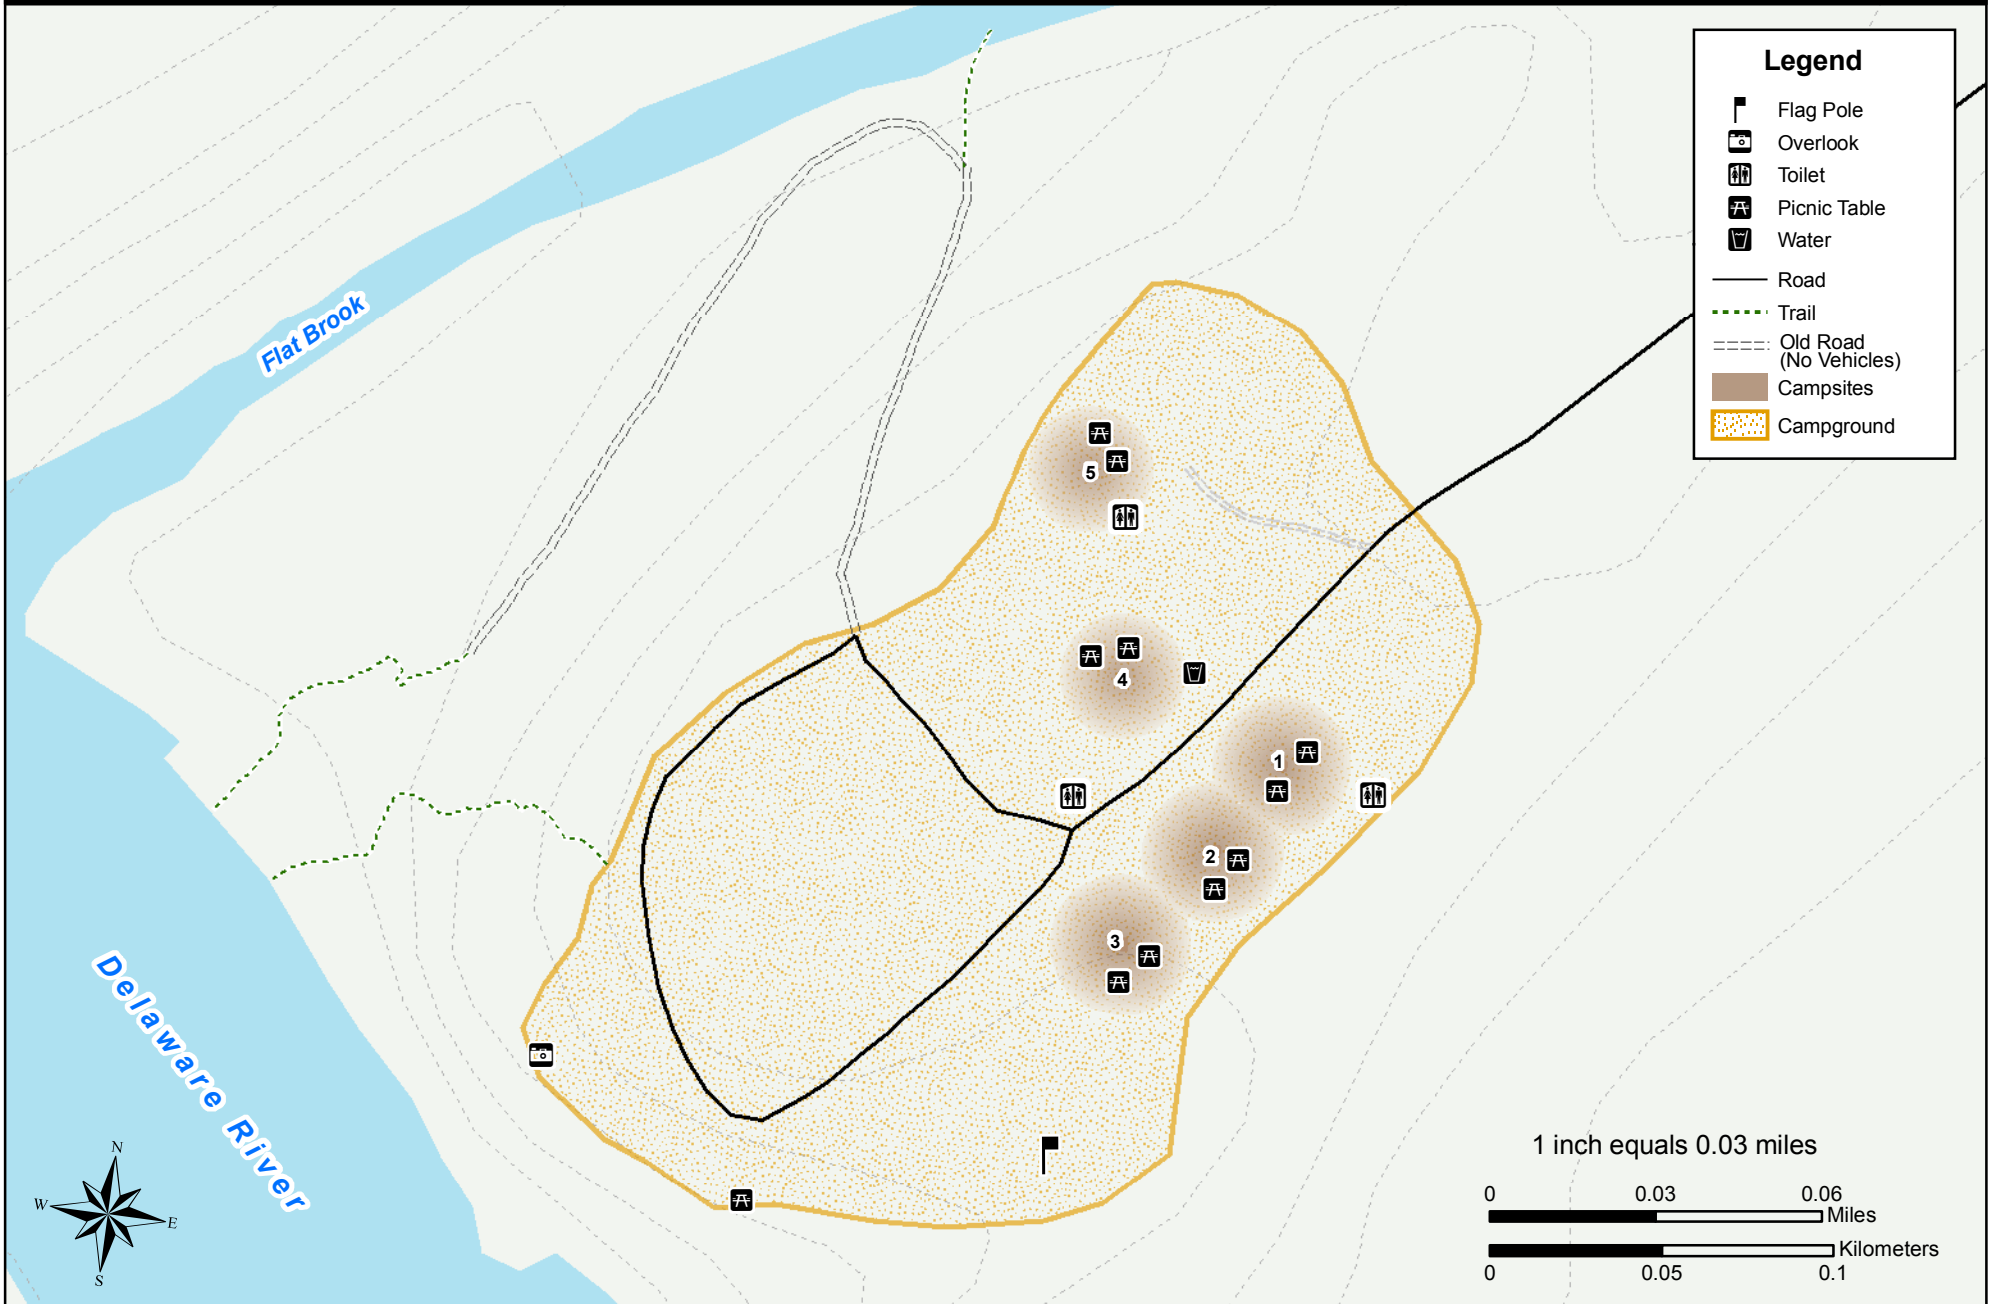 Legend
Flag Pole
Overlook
Toilet
Picnic Table
Water
Road
Trail
Old Road
(No Vehicles)
Campsites
Campground
Flat Brook
5
4
1
2
3
Delaware River
N
W
E
S
1 inch equals 0.03 miles
0 0.03 0.06
Miles
Kilometers
0 0.05 0.1